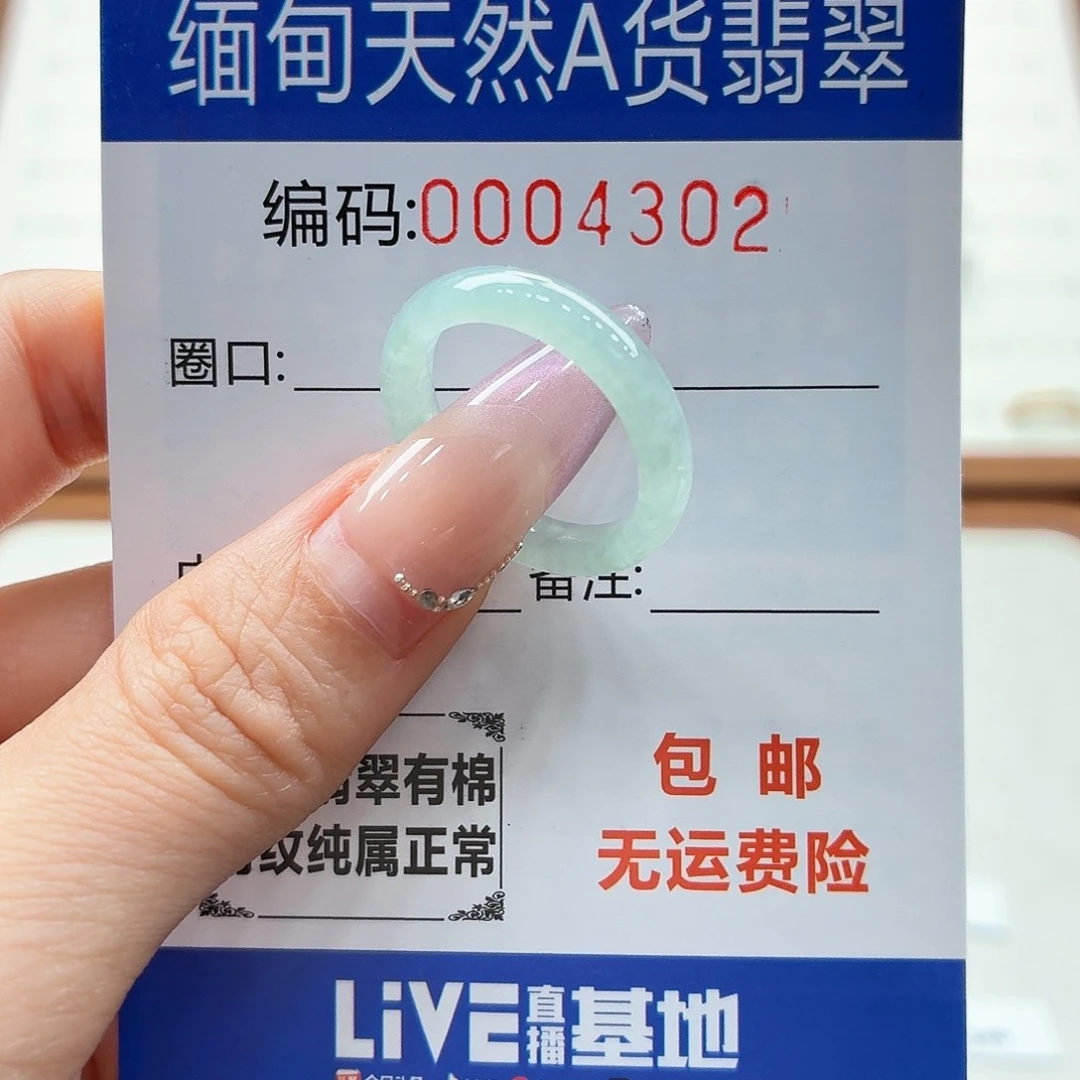 缅甸天然A货翡翠
编码:0004302
圈口:
备注:
翡翠有棉
纹纯属正常
包邮
无运费险
LiVE直播基地